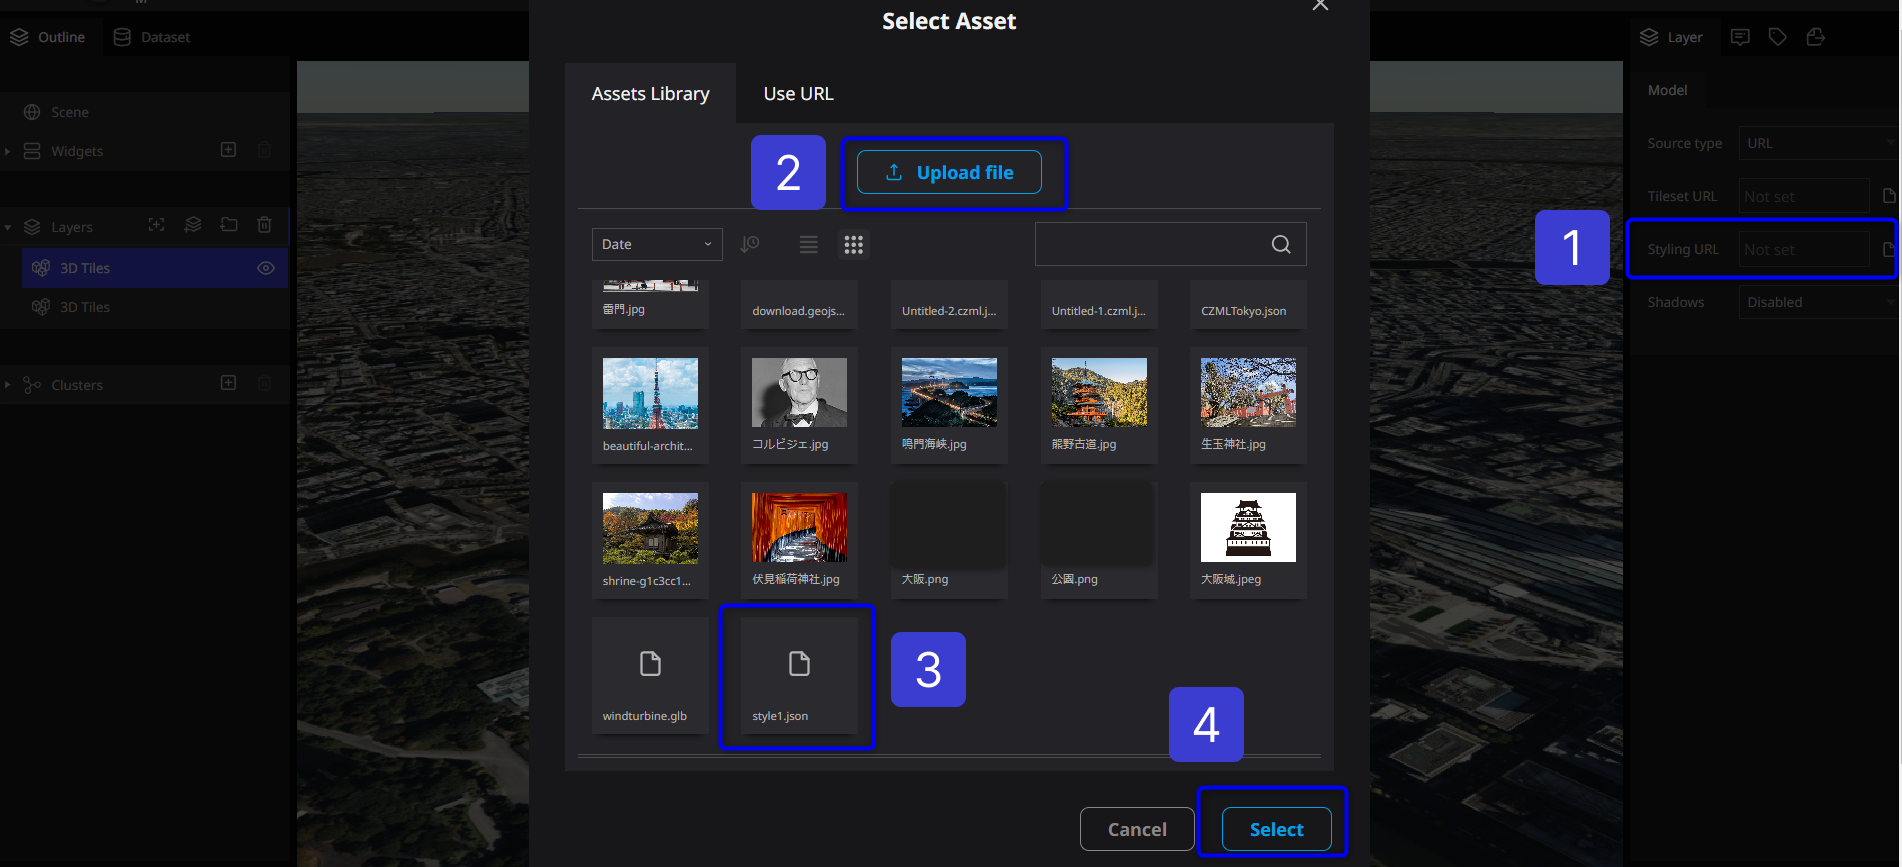 Select Asset
Outline
Dataset
Layer
Assets Library
Use URL
Model
Scene
Widgets
Source type
URL
2
Upload file
Tileset URL
Not set
Layers
1
Styling URL
Not set
Date
3D Tiles
Shadows
Disabled
3D Tiles
雷門.jpg
download.geojs...
Untitled-2.czml.j...
Untitled-1.czml.j...
CZMLTokyo.json
Clusters
beautiful-archit...
コルビジェ.jpg
鳴門海峡.jpg
熊野古道.jpg
生玉神社.jpg
shrine-g1c3cc1...
伏見稲荷神社.jpg
大阪.png
公園.png
大阪城.jpeg
3
windturbine.glb
style1.json
4
Cancel
Select